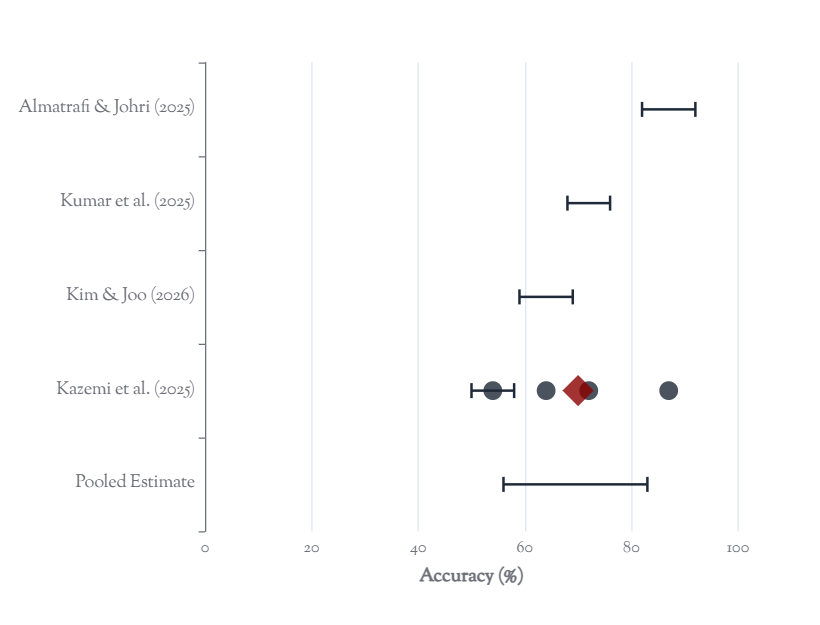 Almatrafi & Johri (2025)
Kumar et al. (2025)
Kim & Joo (2026)
Kazemi et al. (2025)
Pooled Estimate
0 20 40 60 80 100
Accuracy (%)